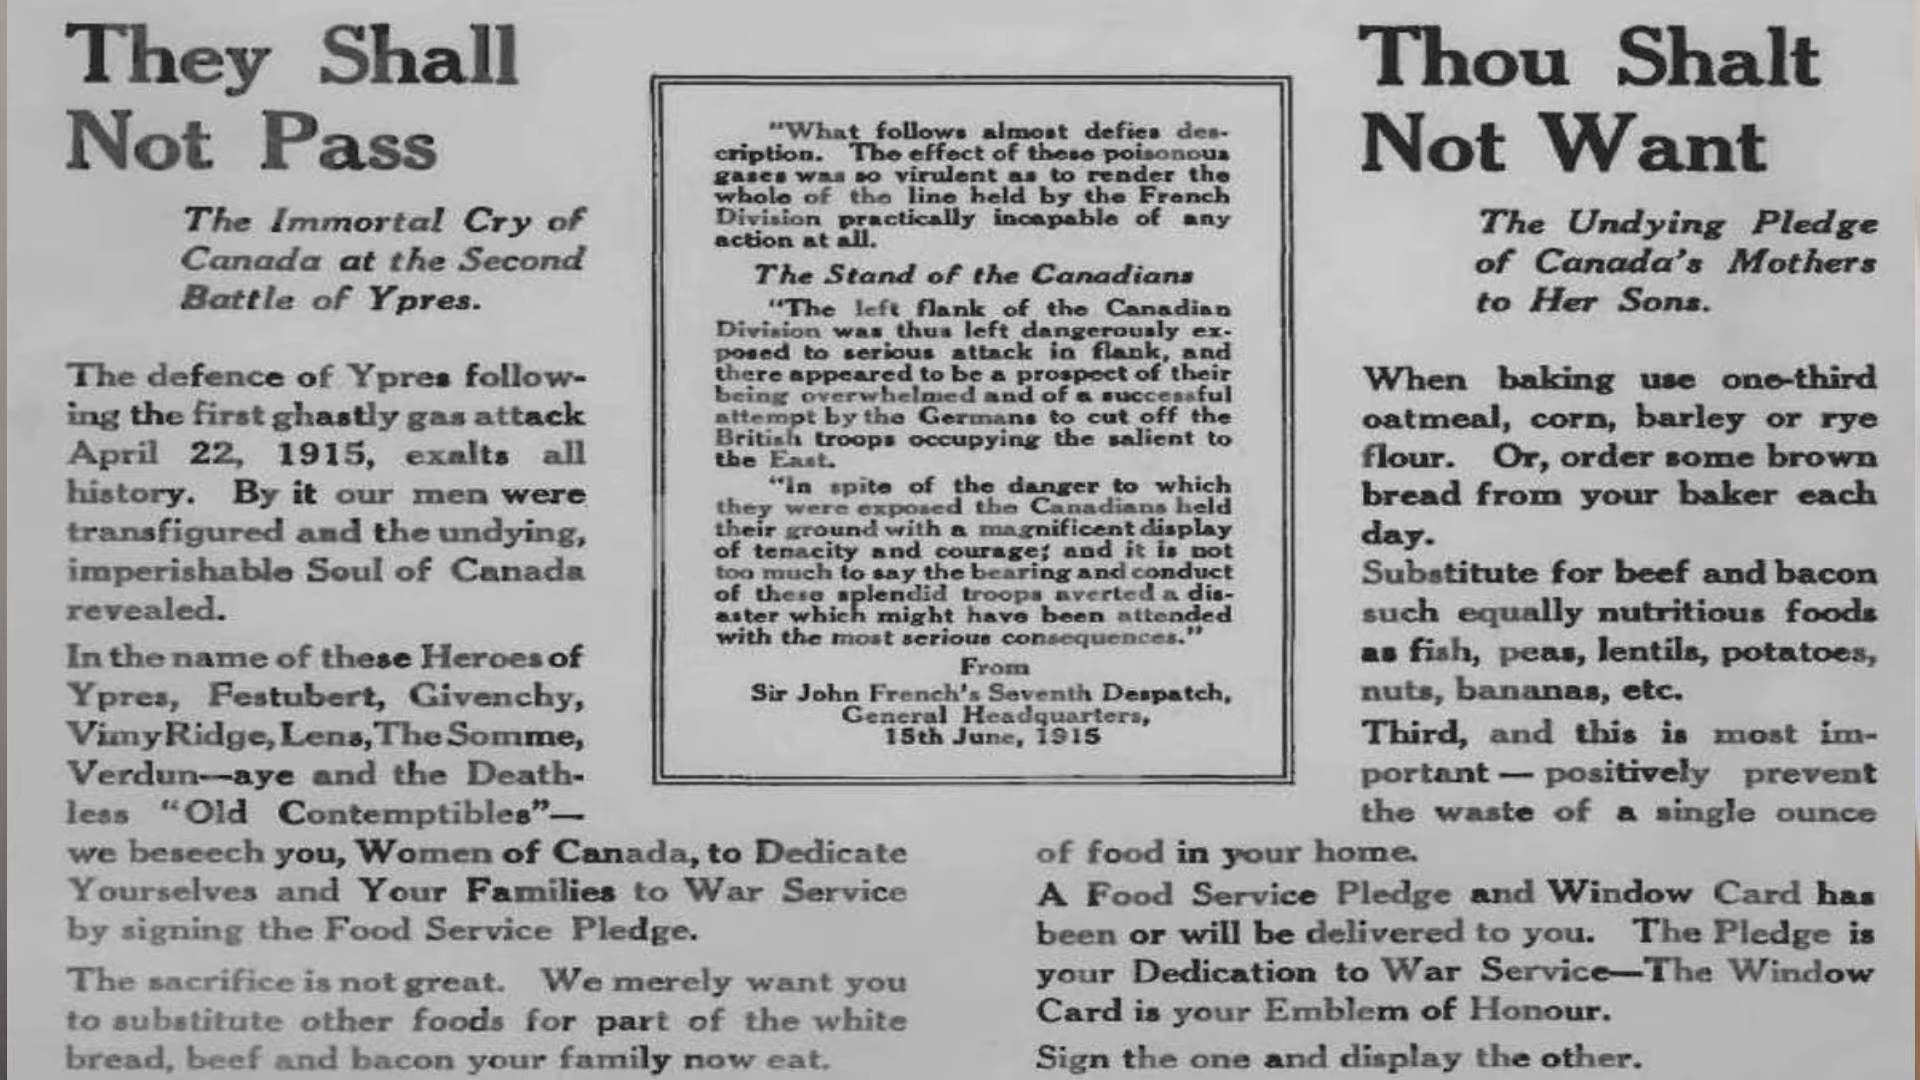 They Shall
Not Pass
The Immortal Cry of
Canada at the Second
Battle of Ypres.
The defence of Ypres follow-
ing the first ghastly gas attack
April 22, 1915, exalts all
history. By it our men were
transfigured and the undying,
imperishable Soul of Canada
revealed.
In the name of these Heroes of
Ypres, Festubert, Givenchy,
Vimy Ridge, Lens, The Somme,
Verdun—aye and the Death-
less "Old Contemptibles"—
we beseech you, Women of Canada, to Dedicate
Yourselves and Your Families to War Service
by signing the Food Service Pledge.
The sacrifice is not great. We merely want you
to substitute other foods for part of the white
bread, beef and bacon your family now eat.
"What follows almost defies des-
cription. The effect of these poisonous
gases was so virulent as to render the
whole of the line held by the French
Division practically incapable of any
action at all.
The Stand of the Canadians
"The left flank of the Canadian
Division was thus left dangerously ex-
posed to serious attack in flank, and
there appeared to be a prospect of their
being overwhelmed and of a successful
attempt by the Germans to cut off the
British troops occupying the salient to
the East.
"In spite of the danger to which
they were exposed the Canadians held
their ground with a magnificent display
of tenacity and courage; and it is not
too much to say the bearing and conduct
of these splendid troops averted a dis-
aster which might have been attended
with the most serious consequences."
From
Sir John French's Seventh Despatch,
General Headquarters,
15th June, 1915
Thou Shalt
Not Want
The Undying Pledge
of Canada's Mothers
to Her Sons.
When baking use one-third
oatmeal, corn, barley or rye
flour. Or, order some brown
bread from your baker each
day.
Substitute for beef and bacon
such equally nutritious foods
as fish, peas, lentils, potatoes,
nuts, bananas, etc.
Third, and this is most im-
portant — positively prevent
the waste of a single ounce
of food in your home.
A Food Service Pledge and Window Card has
been or will be delivered to you. The Pledge is
your Dedication to War Service—The Window
Card is your Emblem of Honour.
Sign the one and display the other.